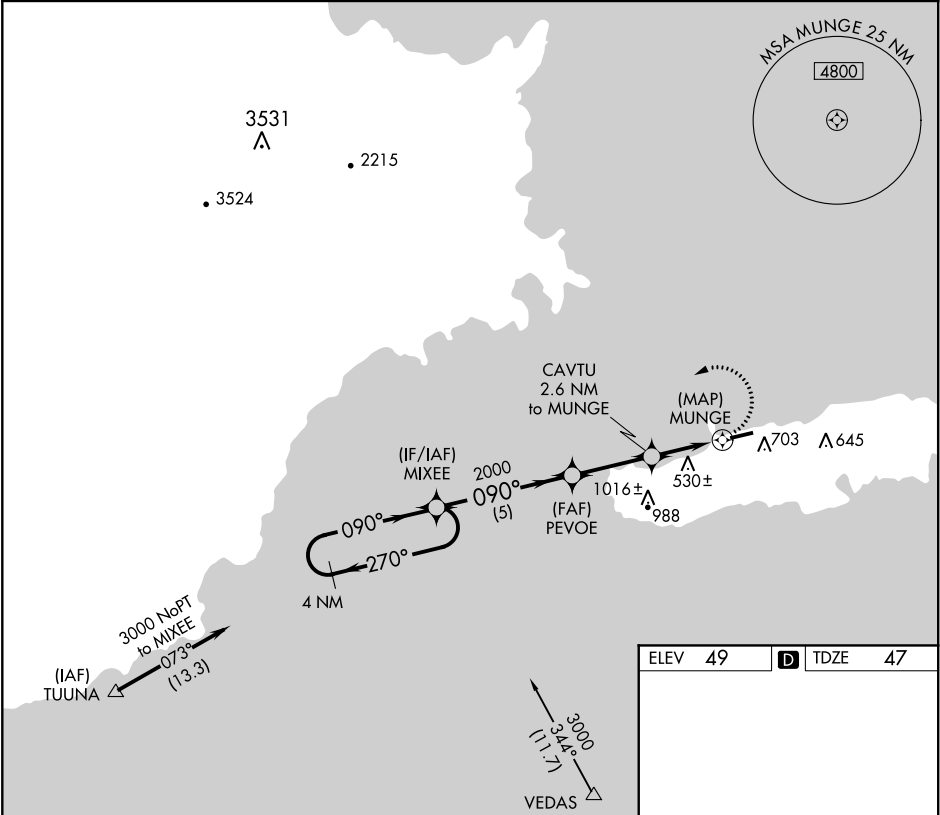 MSA MUNGE 25 NM
4800
3531
2215
3524
CAVTU
2.6 NM
to MUNGE
(MAP)
MUNGE
703
645
(IF/IAF)
MIXEE
2000
090°
(5)
530±
1016±
988
(FAF)
PEVOE
090°
270°
4 NM
3000 NoPT
to MIXEE
073°
(13.3)
(IAF)
TUUNA
3000
344°
(11.7)
VEDAS
ELEV 49 D TDZE 47